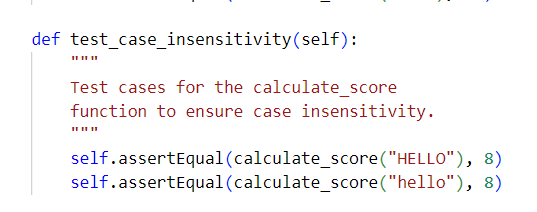 def test_case_insensitivity(self):
"""
Test cases for the calculate_score
function to ensure case insensitivity.
"""
self.assertEqual(calculate_score("HELLO"), 8)
self.assertEqual(calculate_score("hello"), 8)